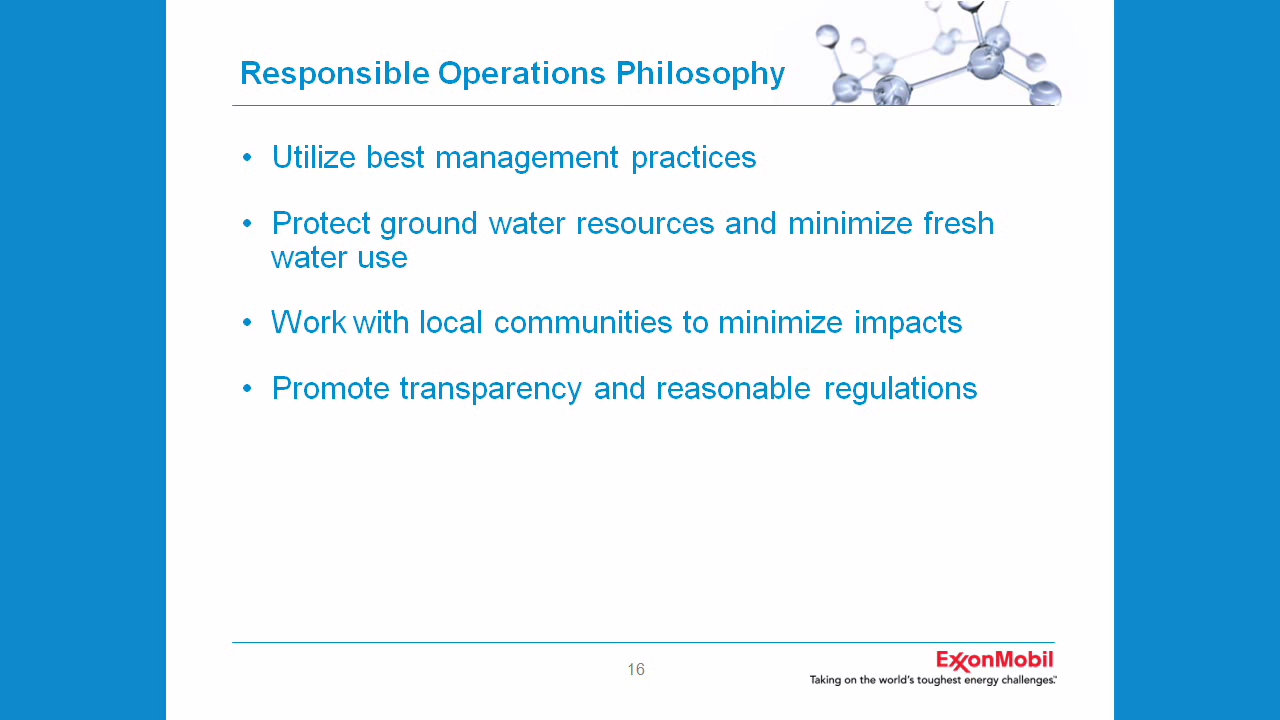 Responsible Operations Philosophy
• Utilize best management practices
• Protect ground water resources and minimize fresh
water use
• Work with local communities to minimize impacts
• Promote transparency and reasonable regulations
16
ExxonMobil
Taking on the world's toughest energy challenges.™